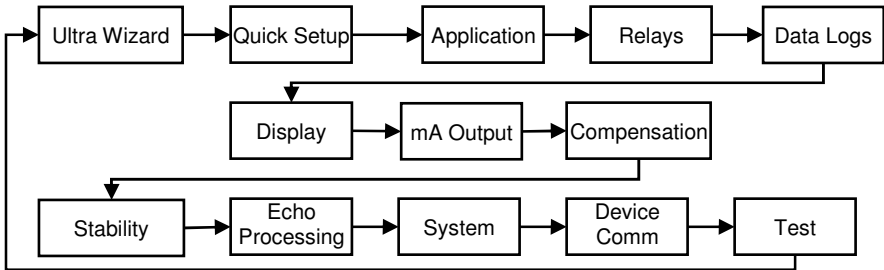 Ultra Wizard
Quick Setup
Application
Relays
Data Logs
Display
mA Output
Compensation
Stability
Echo
Processing
System
Device
Comm
Test